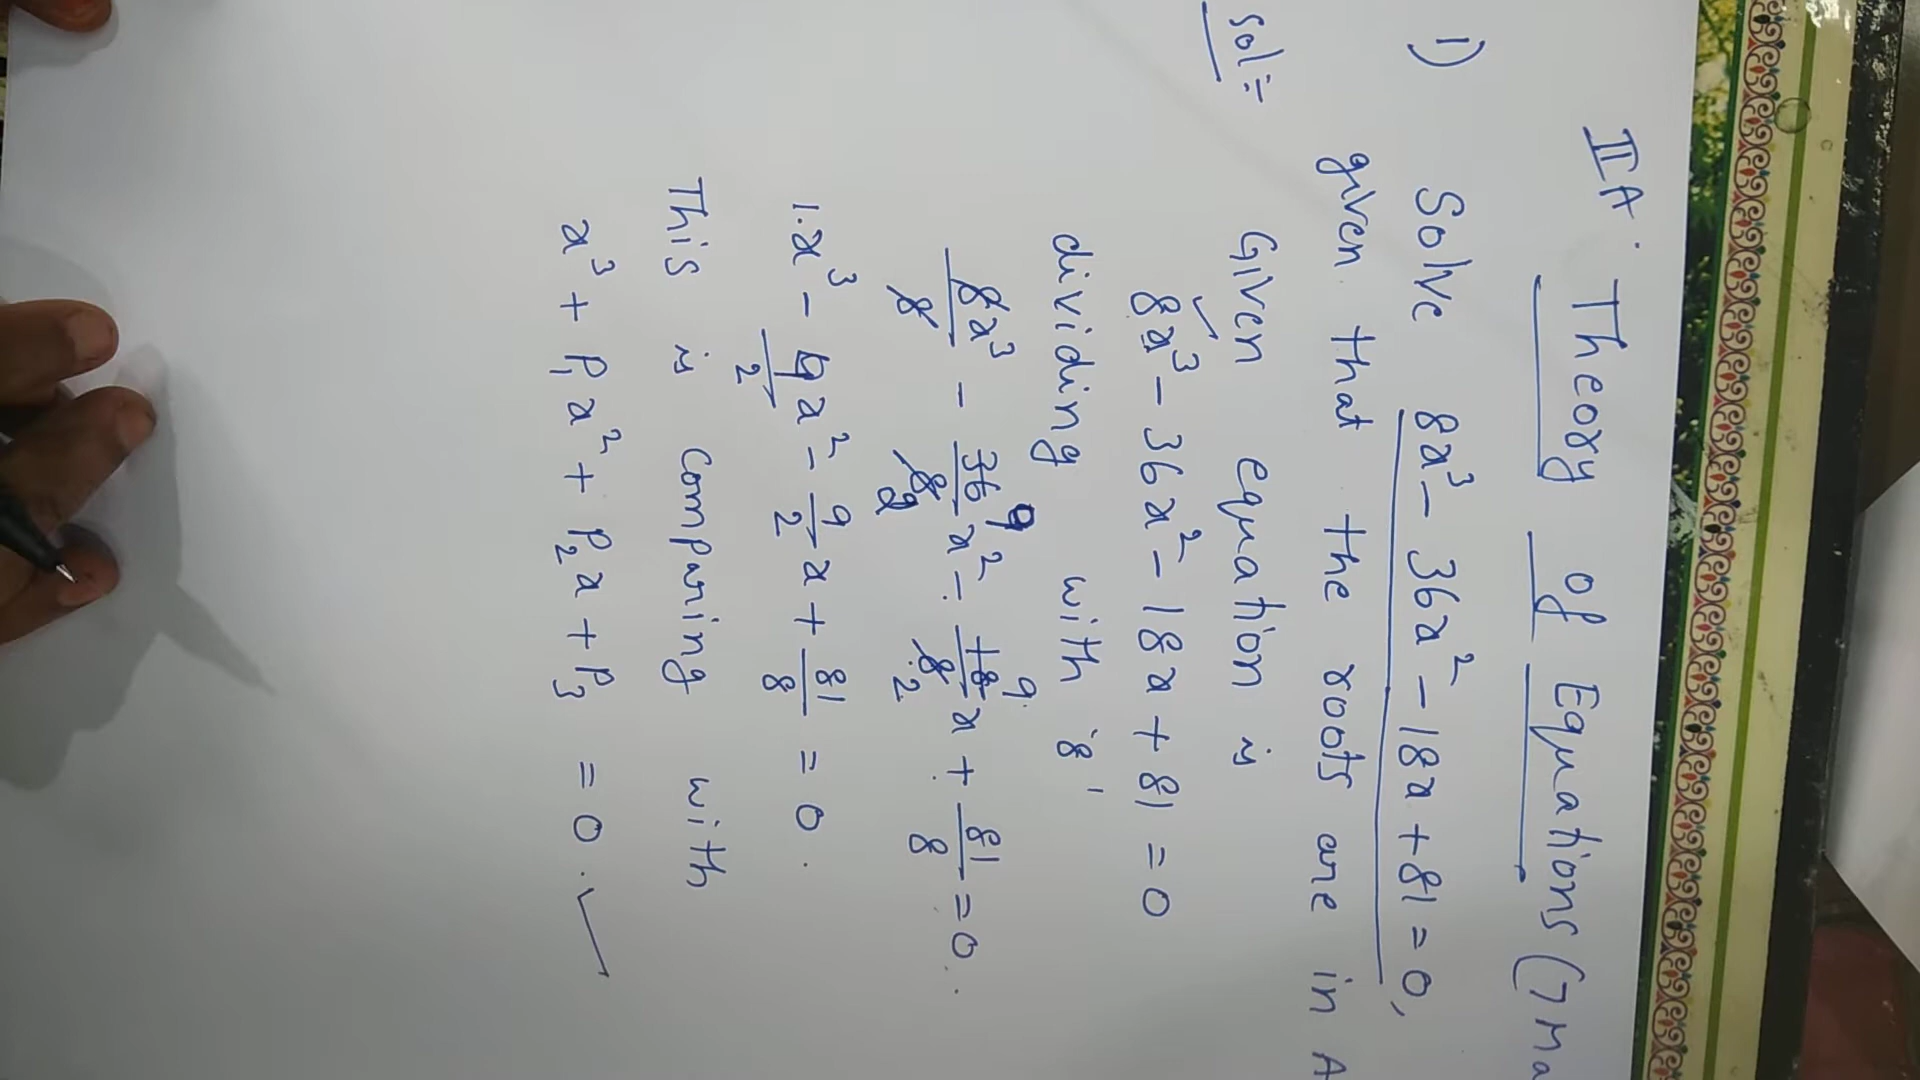 IIA. Theory of Equations (7 Ma
1) Solve 8x³ - 36x² - 18x + 81 = 0,
given that the roots are in A
Sol:- Given equation is
8x³ - 36x² - 18x + 81 = 0
dividing with '8'
8x³/8 - 36/8 x² - 18/8 x + 81/8 = 0.
1.x³ - 9/2 x² - 9/2 x + 81/8 = 0.
This is comparing with
x³ + P₁x² + P₂x + P₃ = 0.